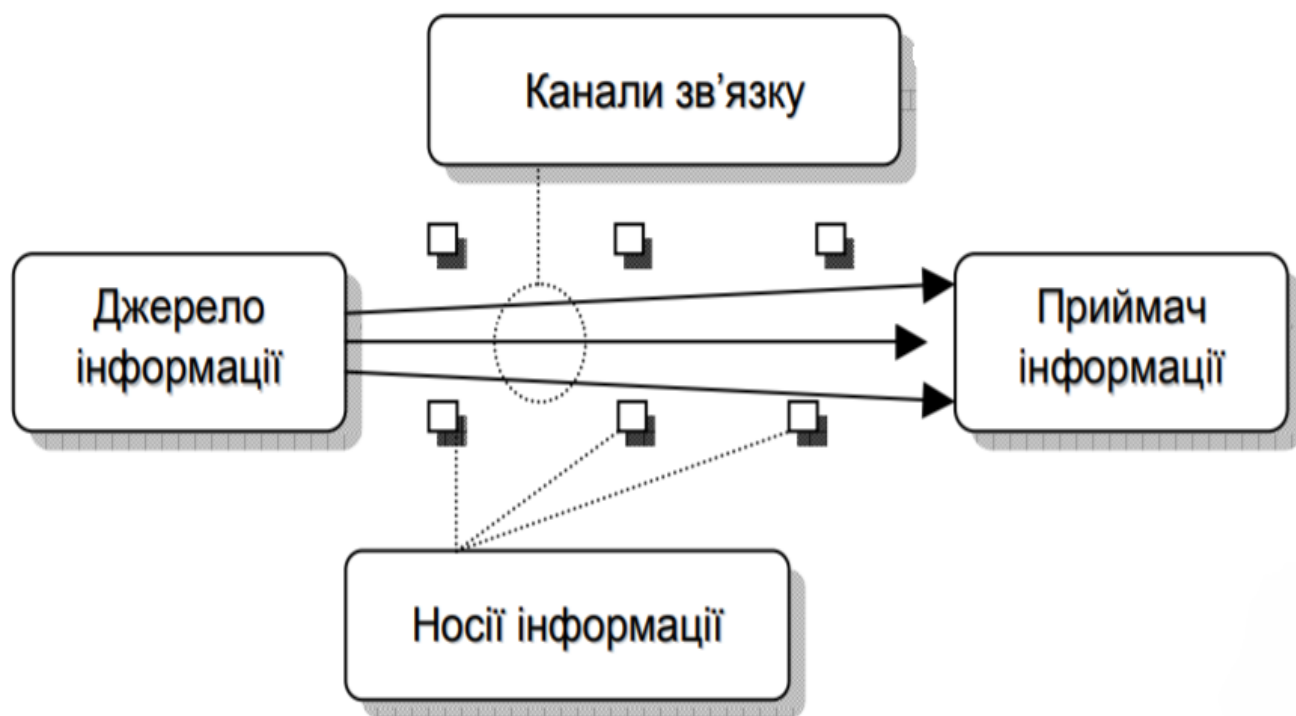 Канали зв’язку
Джерело
інформації
Приймач
інформації
Носії інформації